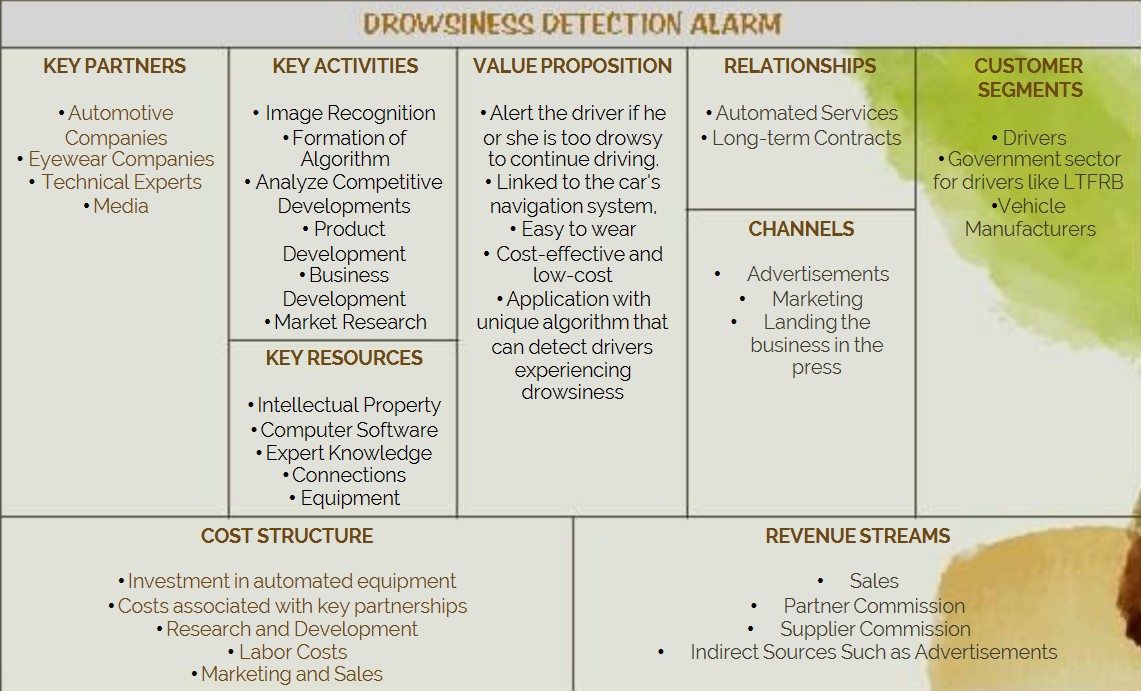 DROWSINESS DETECTION ALARM
KEY PARTNERS
• Automotive
Companies
• Eyewear Companies
• Technical Experts
• Media
KEY ACTIVITIES
• Image Recognition
• Formation of
Algorithm
• Analyze Competitive
Developments
• Product
Development
• Business
Development
• Market Research
KEY RESOURCES
• Intellectual Property
• Computer Software
• Expert Knowledge
• Connections
• Equipment
VALUE PROPOSITION
• Alert the driver if he
or she is too drowsy
to continue driving.
• Linked to the car's
navigation system,
• Easy to wear
• Cost-effective and
low-cost
• Application with
unique algorithm that
can detect drivers
experiencing
drowsiness
RELATIONSHIPS
• Automated Services
• Long-term Contracts
CHANNELS
• Advertisements
• Marketing
• Landing the
business in the
press
CUSTOMER
SEGMENTS
• Drivers
• Government sector
for drivers like LTFRB
• Vehicle
Manufacturers
COST STRUCTURE
• Investment in automated equipment
• Costs associated with key partnerships
• Research and Development
• Labor Costs
• Marketing and Sales
REVENUE STREAMS
• Sales
• Partner Commission
• Supplier Commission
• Indirect Sources Such as Advertisements